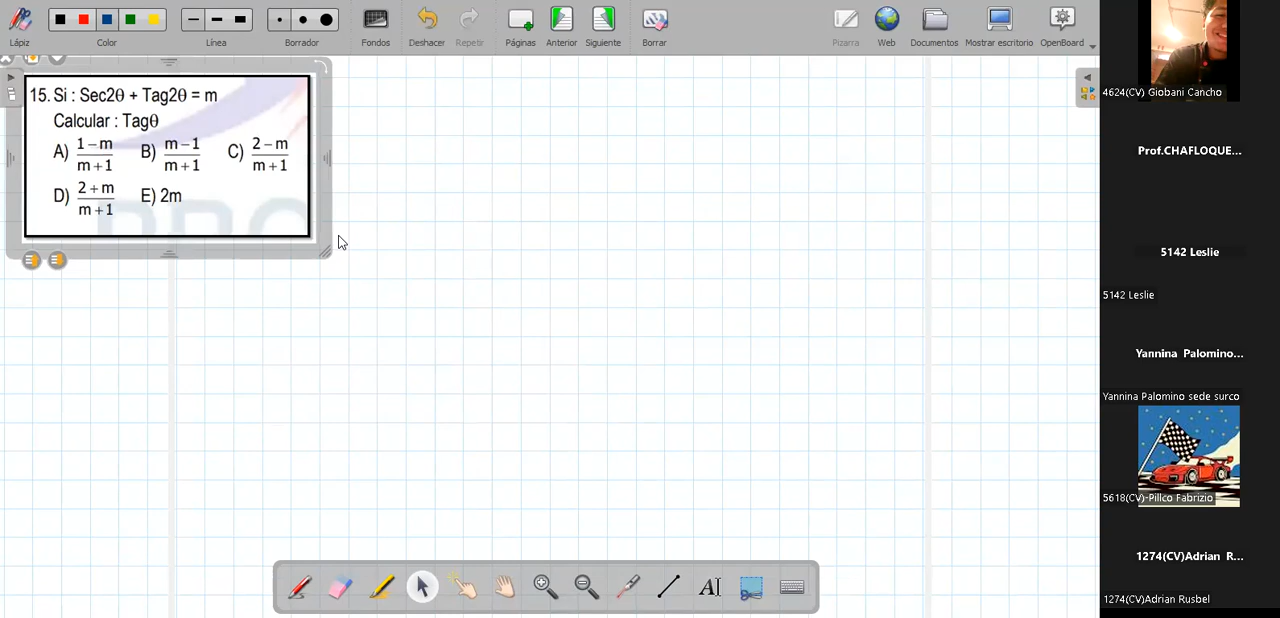 Lápiz
Color
Línea
Borrador
Fondos
Deshacer
Repetir
Páginas
Anterior
Siguiente
Borrar
Pizarra
Web
Documentos
Mostrar escritorio
OpenBoard
15. Si : Sec2θ + Tag2θ = m
Calcular : Tagθ
A) 1 – m / m + 1 B) m – 1 / m + 1 C) 2 – m / m + 1
D) 2 + m / m + 1 E) 2m
4624(CV) Giobani Cancho
Prof.CHAFLOQUE...
5142 Leslie
5142 Leslie
Yannina Palomino...
Yannina Palomino sede surco
5618(CV)-Pillco Fabrizio
1274(CV)Adrian R...
1274(CV)Adrian Rusbel